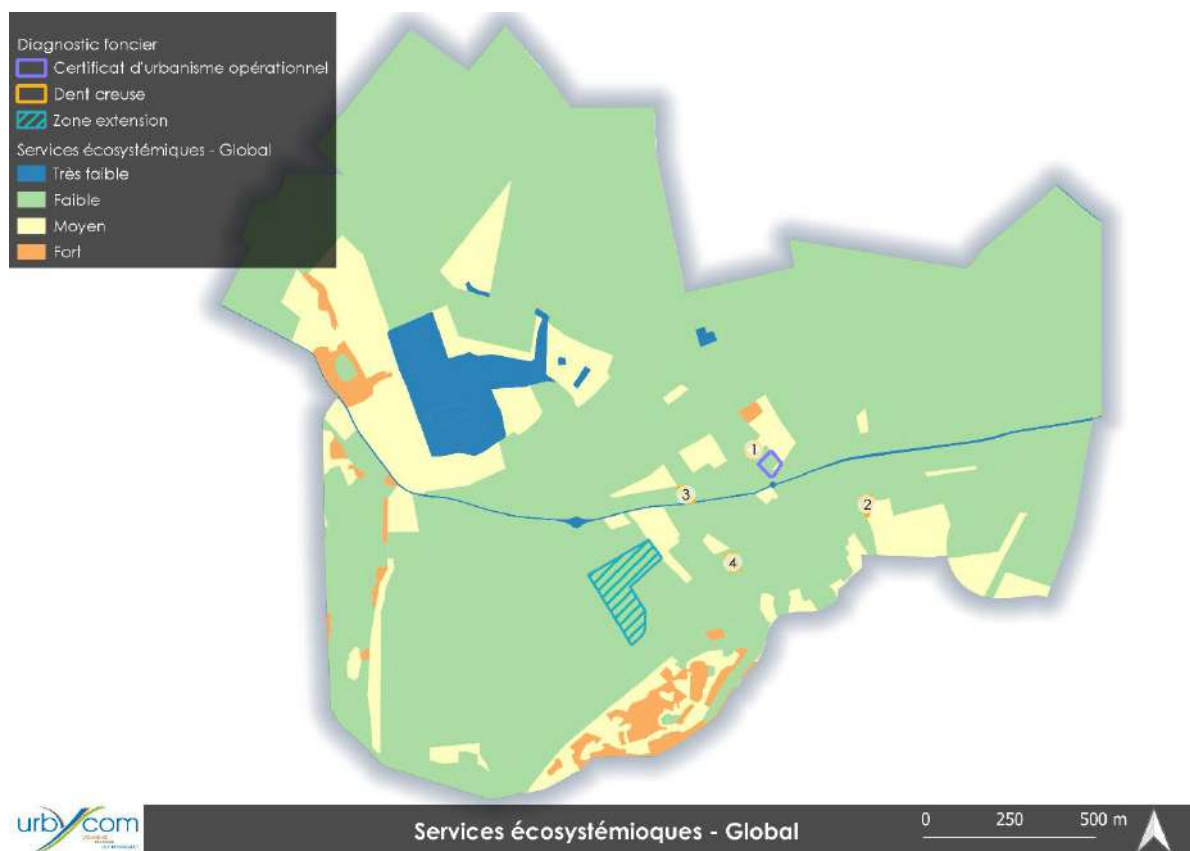 Diagnostic foncier
Certificat d'urbanisme opérationnel
Dent creuse
Zone extension
Services écosystémiques - Global
Très faible
Faible
Moyen
Fort
1
3
2
4
urbycom
Services écosystémioques - Global
0 250 500 m